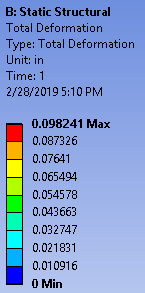 B: Static Structural
Total Deformation
Type: Total Deformation
Unit: in
Time: 1
2/28/2019 5:10 PM
0.098241 Max
0.087326
0.07641
0.065494
0.054578
0.043663
0.032747
0.021831
0.010916
0 Min